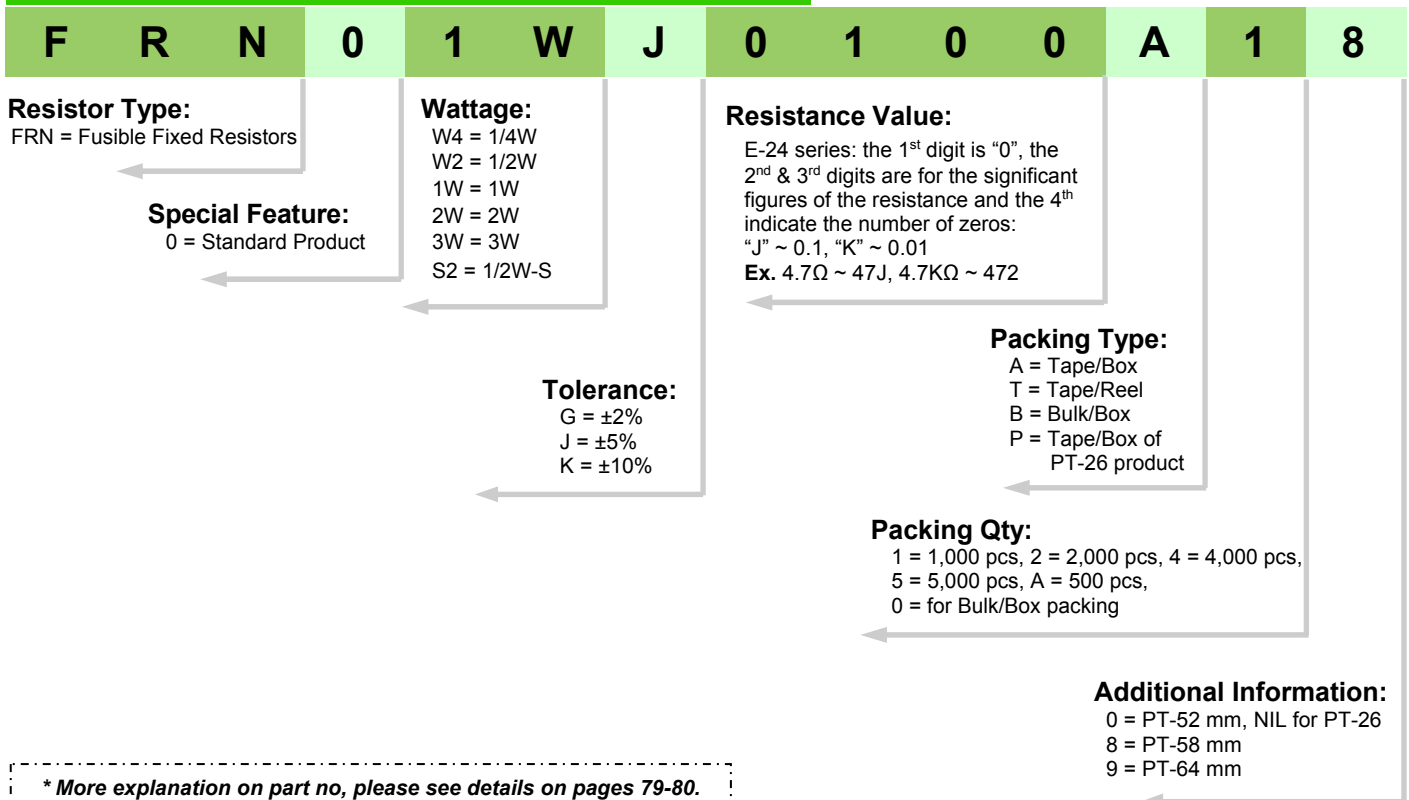 F R N 0 1 W J 0 1 0 0 A 1 8
Resistor Type:
FRN = Fusible Fixed Resistors
Special Feature:
0 = Standard Product
Wattage:
W4 = 1/4W
W2 = 1/2W
1W = 1W
2W = 2W
3W = 3W
S2 = 1/2W-S
Tolerance:
G = ±2%
J = ±5%
K = ±10%
Resistance Value:
E-24 series: the 1st digit is “0”, the
2nd & 3rd digits are for the significant
figures of the resistance and the 4th
indicate the number of zeros:
“J” ~ 0.1, “K” ~ 0.01
Ex. 4.7Ω ~ 47J, 4.7KΩ ~ 472
Packing Type:
A = Tape/Box
T = Tape/Reel
B = Bulk/Box
P = Tape/Box of
PT-26 product
Packing Qty:
1 = 1,000 pcs, 2 = 2,000 pcs, 4 = 4,000 pcs,
5 = 5,000 pcs, A = 500 pcs,
0 = for Bulk/Box packing
Additional Information:
0 = PT-52 mm, NIL for PT-26
8 = PT-58 mm
9 = PT-64 mm
* More explanation on part no, please see details on pages 79-80.